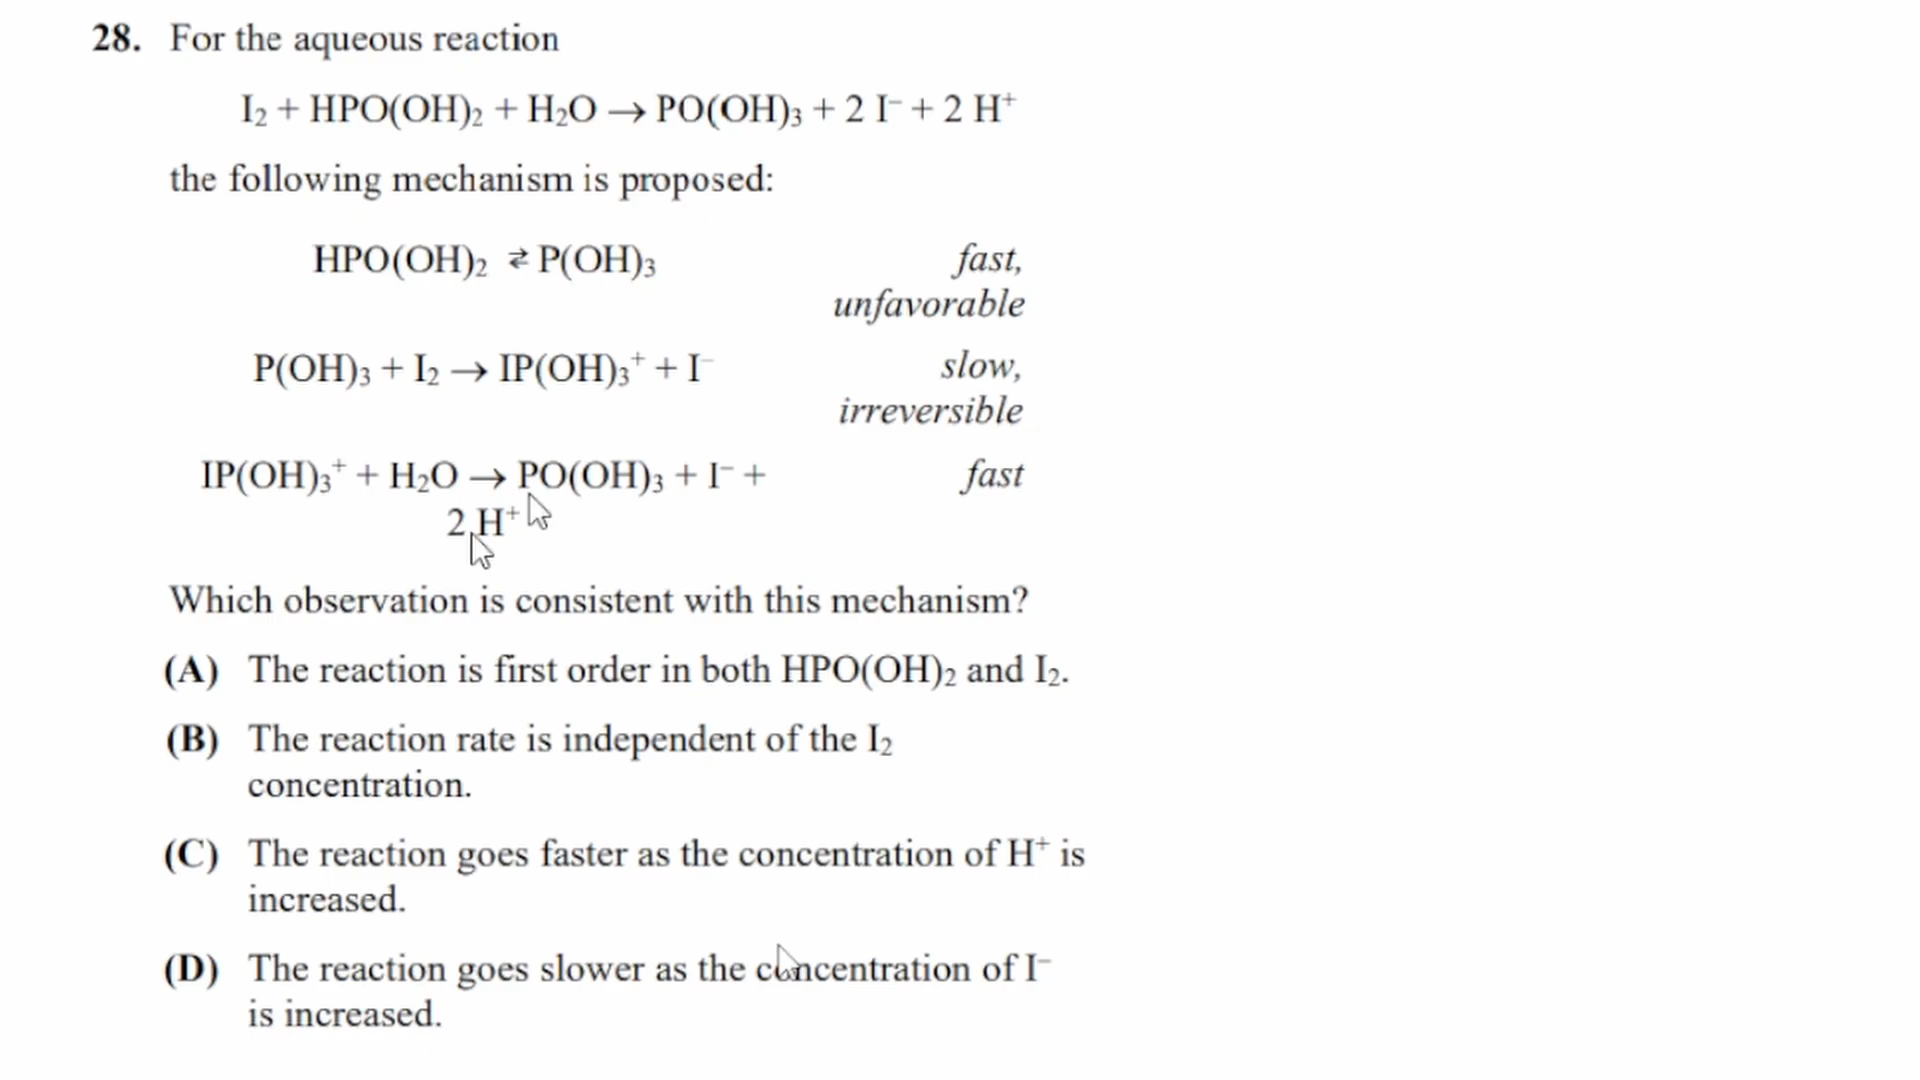 28. For the aqueous reaction
I₂ + HPO(OH)₂ + H₂O → PO(OH)₃ + 2 I⁻ + 2 H⁺
the following mechanism is proposed:
HPO(OH)₂ ⇄ P(OH)₃ fast,
unfavorable
P(OH)₃ + I₂ → IP(OH)₃⁺ + I⁻ slow,
irreversible
IP(OH)₃⁺ + H₂O → PO(OH)₃ + I⁻ + fast
2 H⁺
Which observation is consistent with this mechanism?
(A) The reaction is first order in both HPO(OH)₂ and I₂.
(B) The reaction rate is independent of the I₂
concentration.
(C) The reaction goes faster as the concentration of H⁺ is
increased.
(D) The reaction goes slower as the concentration of I⁻
is increased.